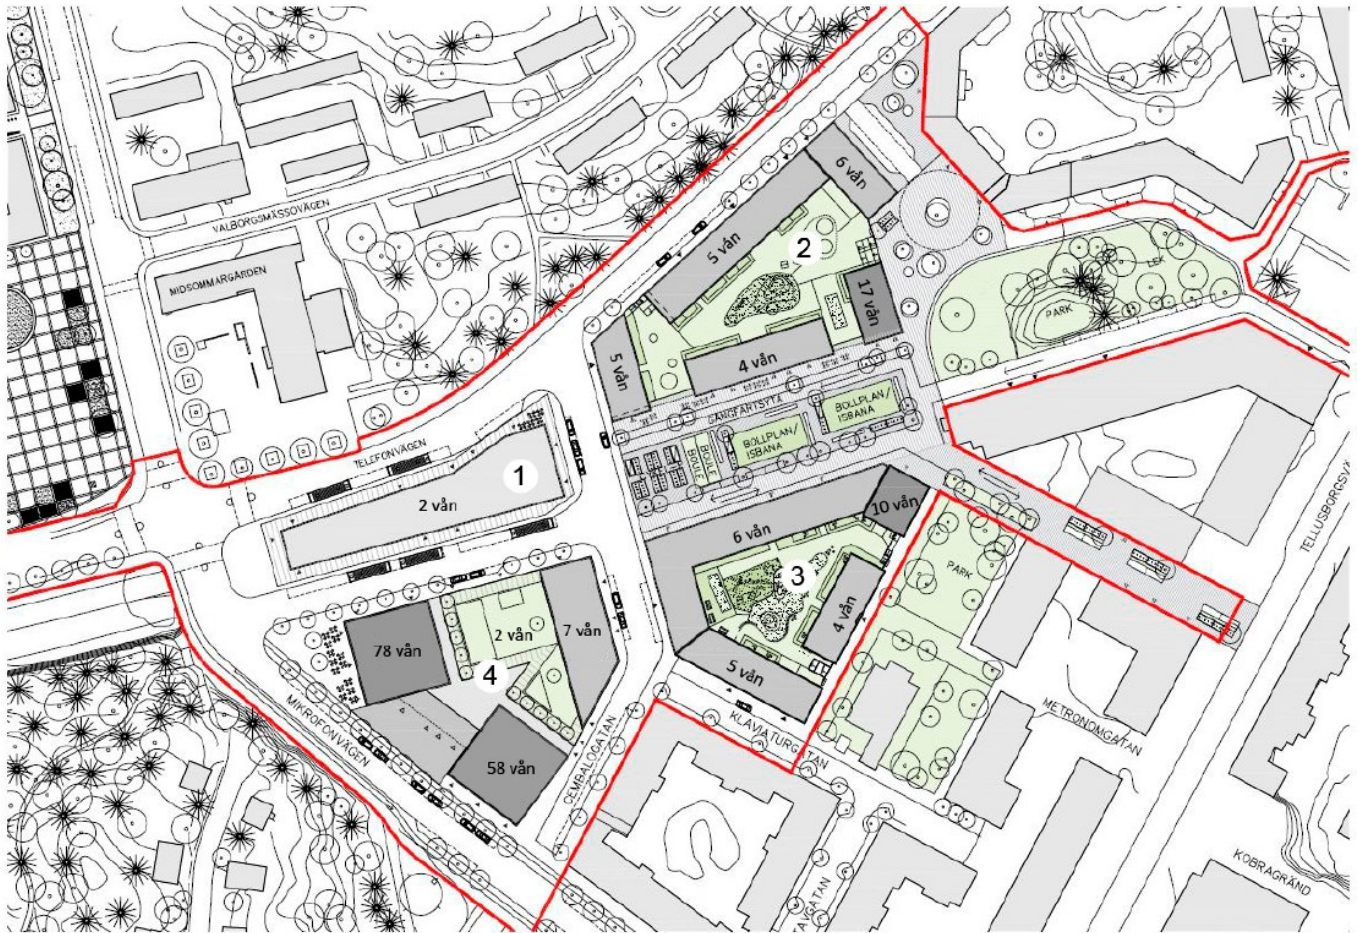 VALBORGSMÄSSOVÄGEN
MIDSOMMARGÅRDEN
6 vån
5 vån
2
17 vån
LEK
PARK
5 vån
4 vån
GÅNGFARTSYTA
BOLLPLAN/
ISBANA
BOLLPLAN/
ISBANA
BOULE
BOULE
TELEFONVÄGEN
1
2 vån
10 vån
6 vån
3
4 vån
5 vån
PARK
TELLUSBORGSVÄ
78 vån
2 vån
7 vån
4
58 vån
MIKROFONVÄGEN
CEMBALOGATAN
KLAVIATURGATAN
METRONOMGATAN
KOBRAGRÄND
TANGATAN